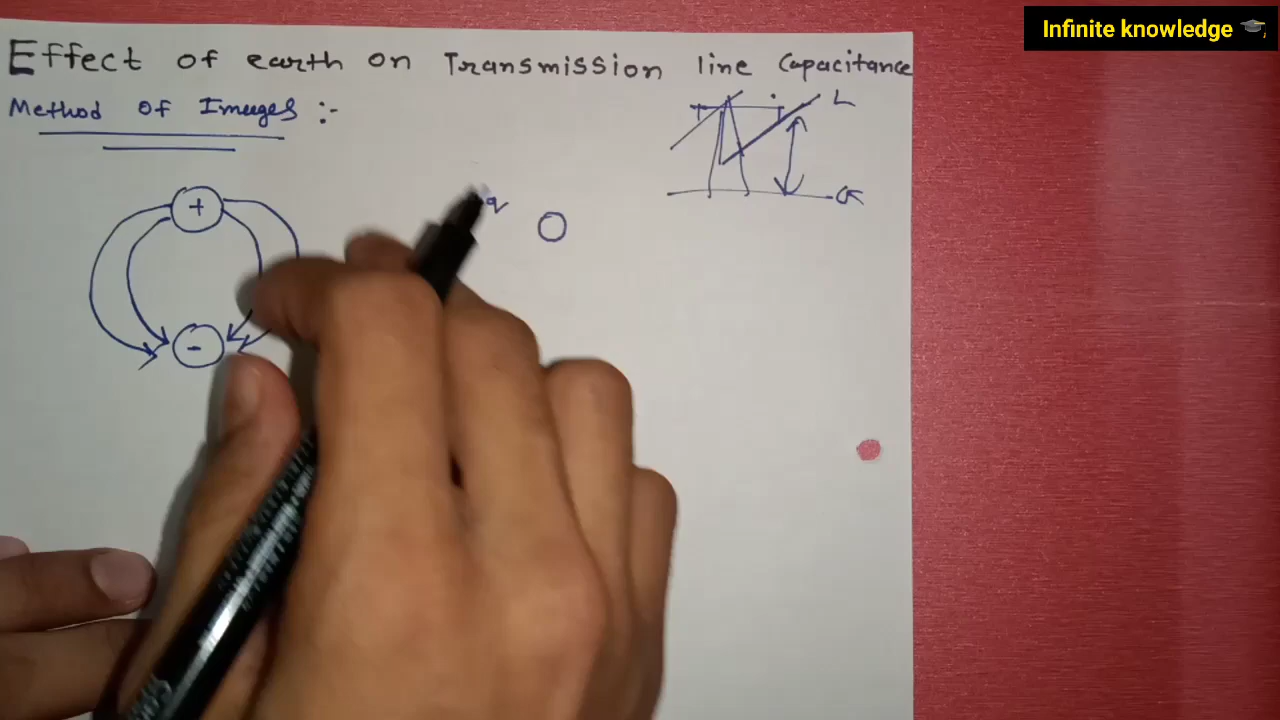 Infinite knowledge 🎓,
Effect of earth on Transmission line Capacitance
Method of Images :-
L
+
q
G
-